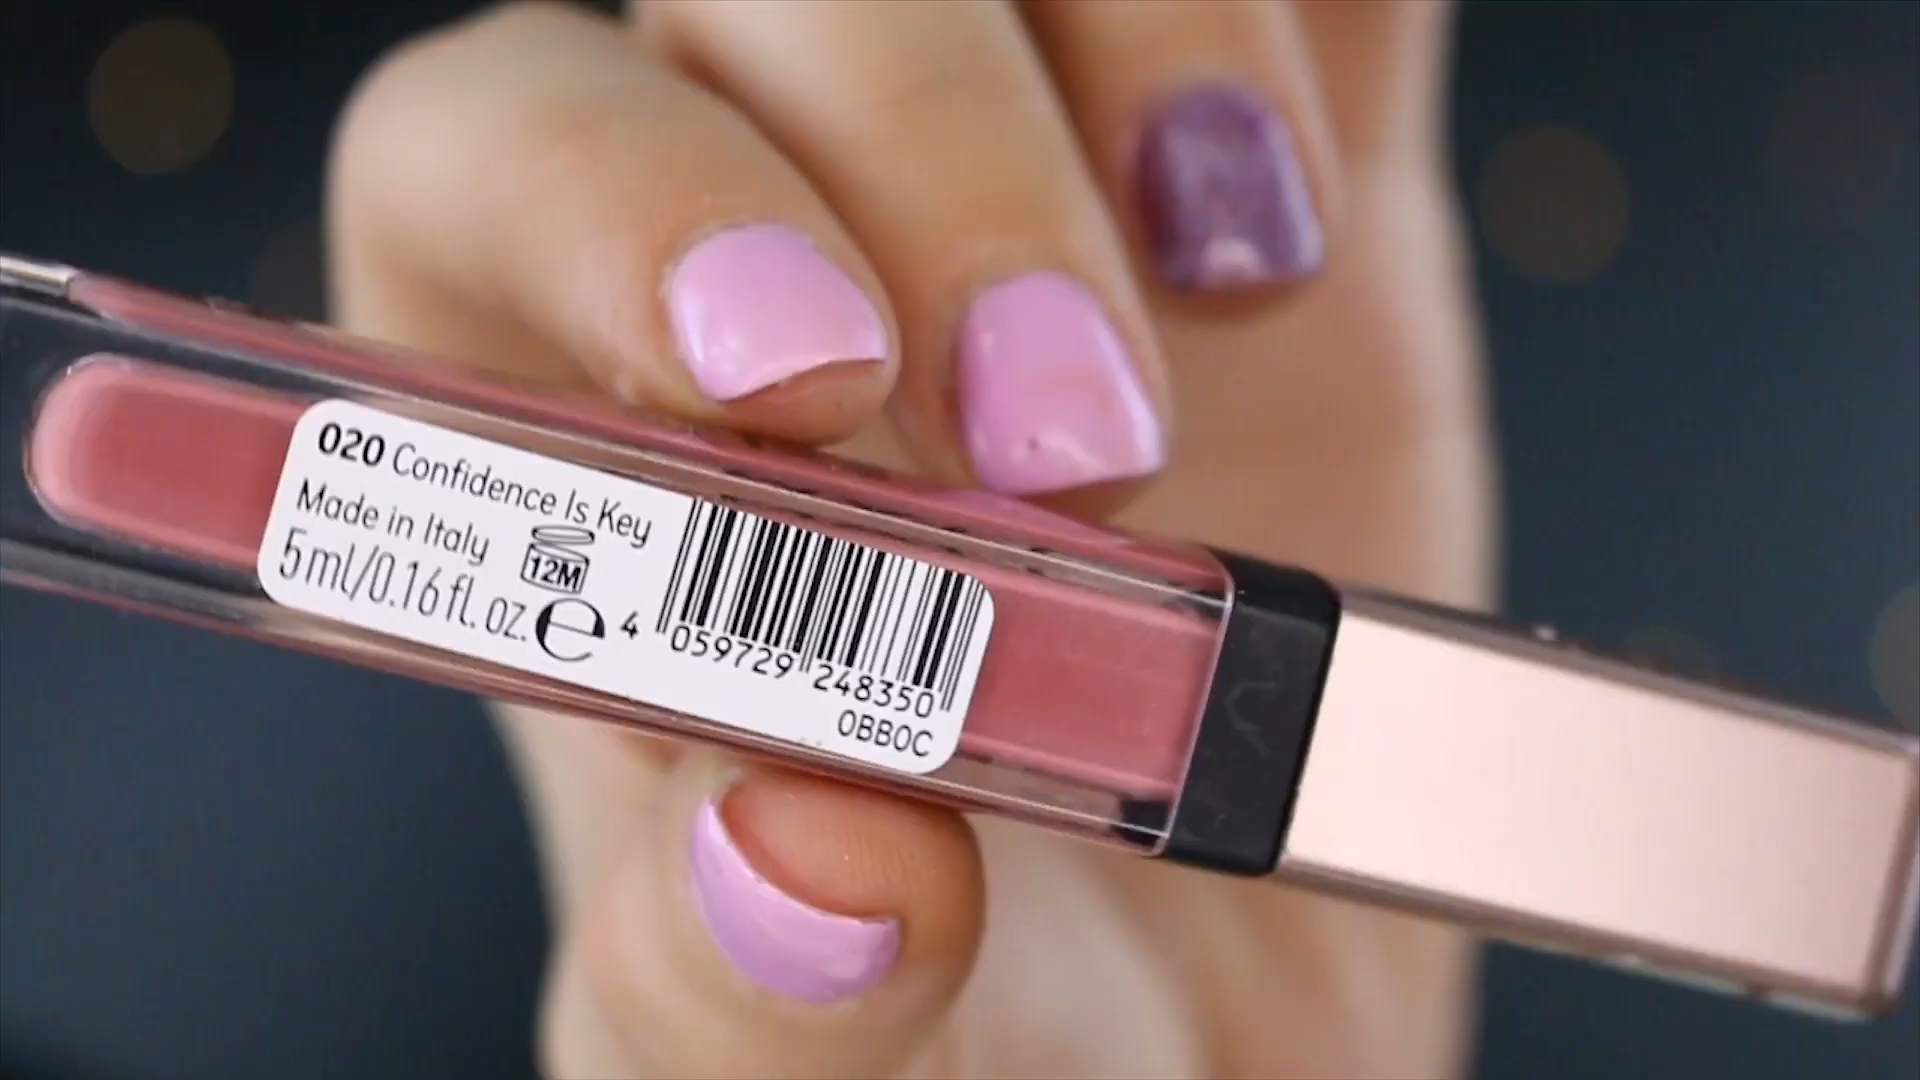 020 Confidence Is Key
Made in Italy
12M
5ml/0.16 fl. oz. e
4 059729 248350
0BB0C